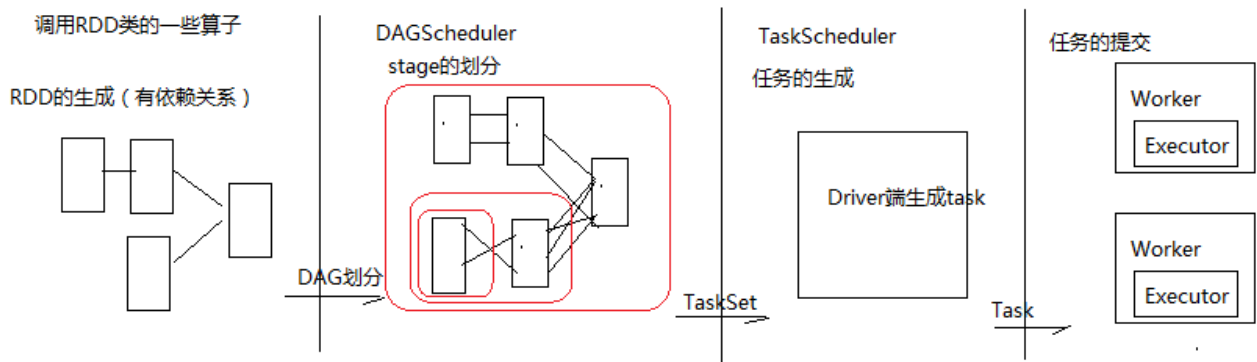 调用RDD类的一些算子
RDD的生成（有依赖关系）
DAG划分
DAGScheduler
stage的划分
TaskSet
TaskScheduler
任务的生成
Driver端生成task
Task
任务的提交
Worker
Executor
Worker
Executor